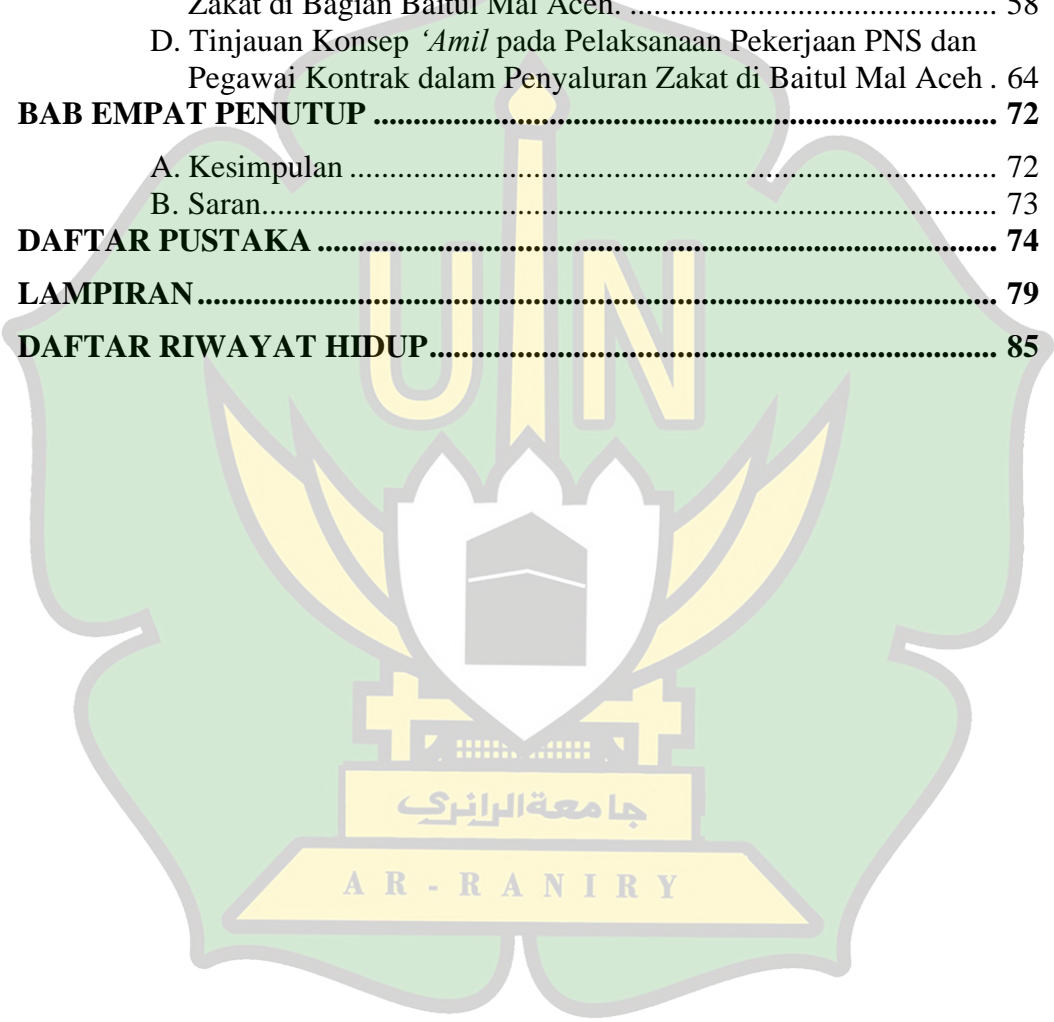 Zakat di Bagian Baitul Mal Aceh. ................................................ 58
D. Tinjauan Konsep ‘Amil pada Pelaksanaan Pekerjaan PNS dan
Pegawai Kontrak dalam Penyaluran Zakat di Baitul Mal Aceh . 64
BAB EMPAT PENUTUP ................................................................................ 72
A. Kesimpulan ..................................................................................... 72
B. Saran................................................................................................ 73
DAFTAR PUSTAKA ....................................................................................... 74
LAMPIRAN...................................................................................................... 79
DAFTAR RIWAYAT HIDUP......................................................................... 85
UIN
جامعةالرانري
AR-RANIRY